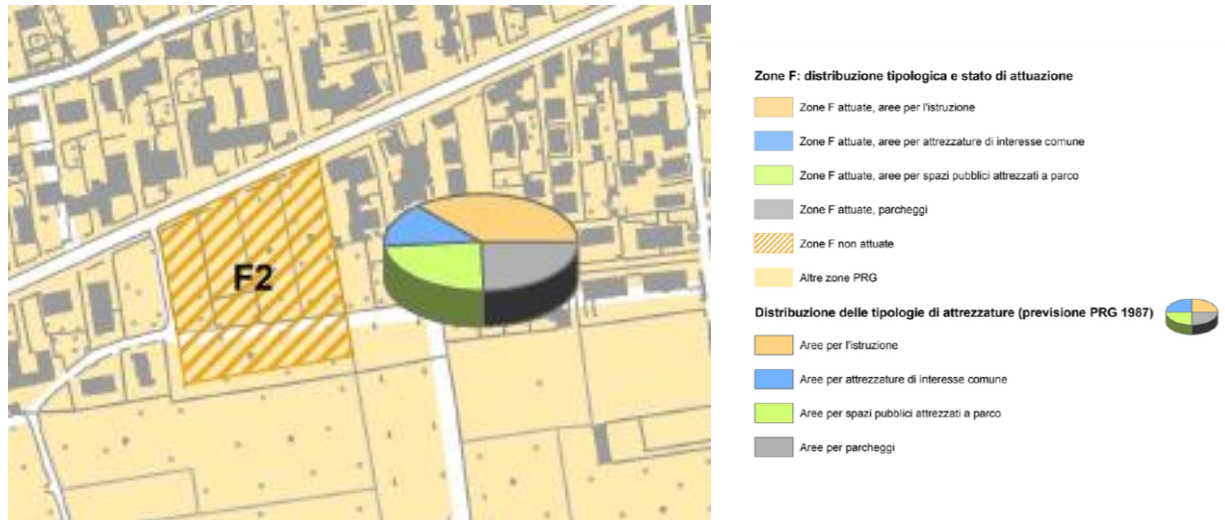 F2
Zone F: distribuzione tipologica e stato di attuazione
Zone F attuate, aree per l'istruzione
Zone F attuate, aree per attrezzature di interesse comune
Zone F attuate, aree per spazi pubblici attrezzati a parco
Zone F attuate, parcheggi
Zone F non attuate
Altre zone PRG
Distribuzione delle tipologie di attrezzature (previsione PRG 1987)
Aree per l'istruzione
Aree per attrezzature di interesse comune
Aree per spazi pubblici attrezzati a parco
Aree per parcheggi